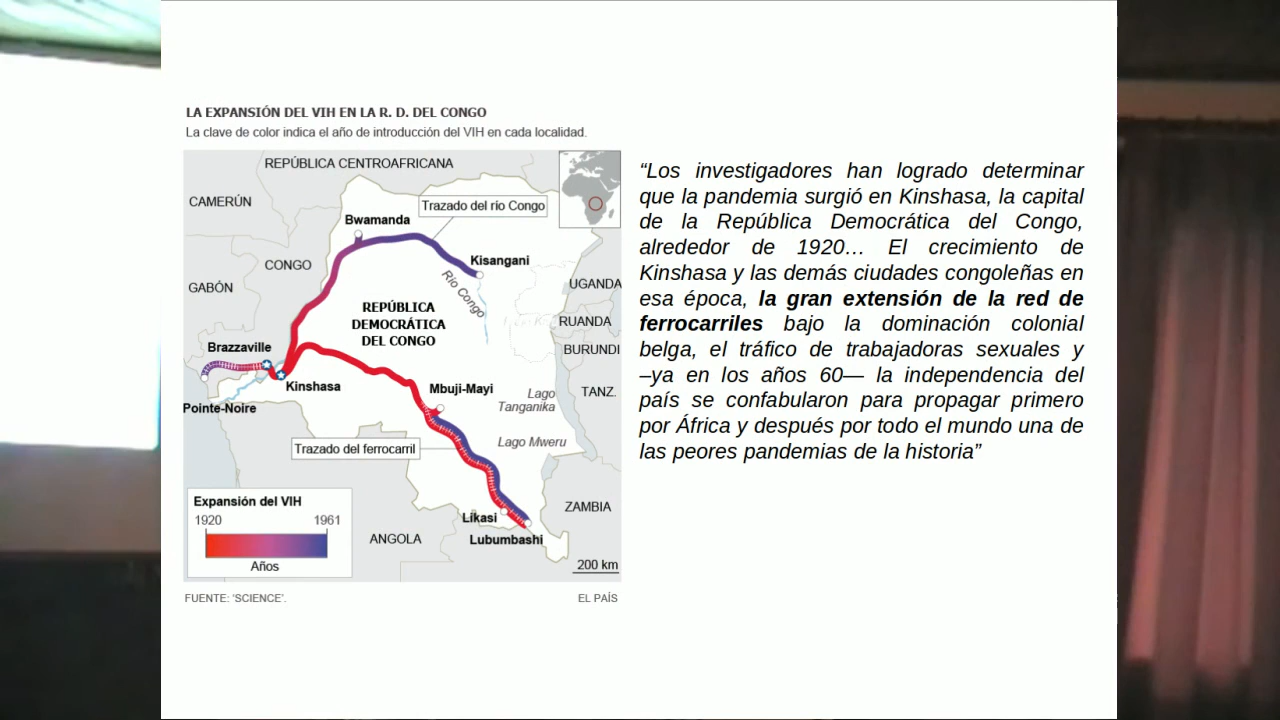 LA EXPANSIÓN DEL VIH EN LA R. D. DEL CONGO
La clave de color indica el año de introducción del VIH en cada localidad.
REPÚBLICA CENTROAFRICANA
CAMERÚN
Trazado del río Congo
Bwamanda
Kisangani
CONGO
GABÓN
Río Congo
UGANDA
REPÚBLICA
DEMOCRÁTICA
DEL CONGO
RUANDA
BURUNDI
Brazzaville
Kinshasa
Mbuji-Mayi
Lago
Tanganika
TANZ.
Pointe-Noire
Lago Mweru
Trazado del ferrocarril
Expansión del VIH
1920 1961
Años
Likasi
ZAMBIA
ANGOLA
Lubumbashi
200 km
FUENTE: 'SCIENCE'.
EL PAÍS
“Los investigadores han logrado determinar
que la pandemia surgió en Kinshasa, la capital
de la República Democrática del Congo,
alrededor de 1920… El crecimiento de
Kinshasa y las demás ciudades congoleñas en
esa época, la gran extensión de la red de
ferrocarriles bajo la dominación colonial
belga, el tráfico de trabajadoras sexuales y
–ya en los años 60— la independencia del
país se confabularon para propagar primero
por África y después por todo el mundo una de
las peores pandemias de la historia”